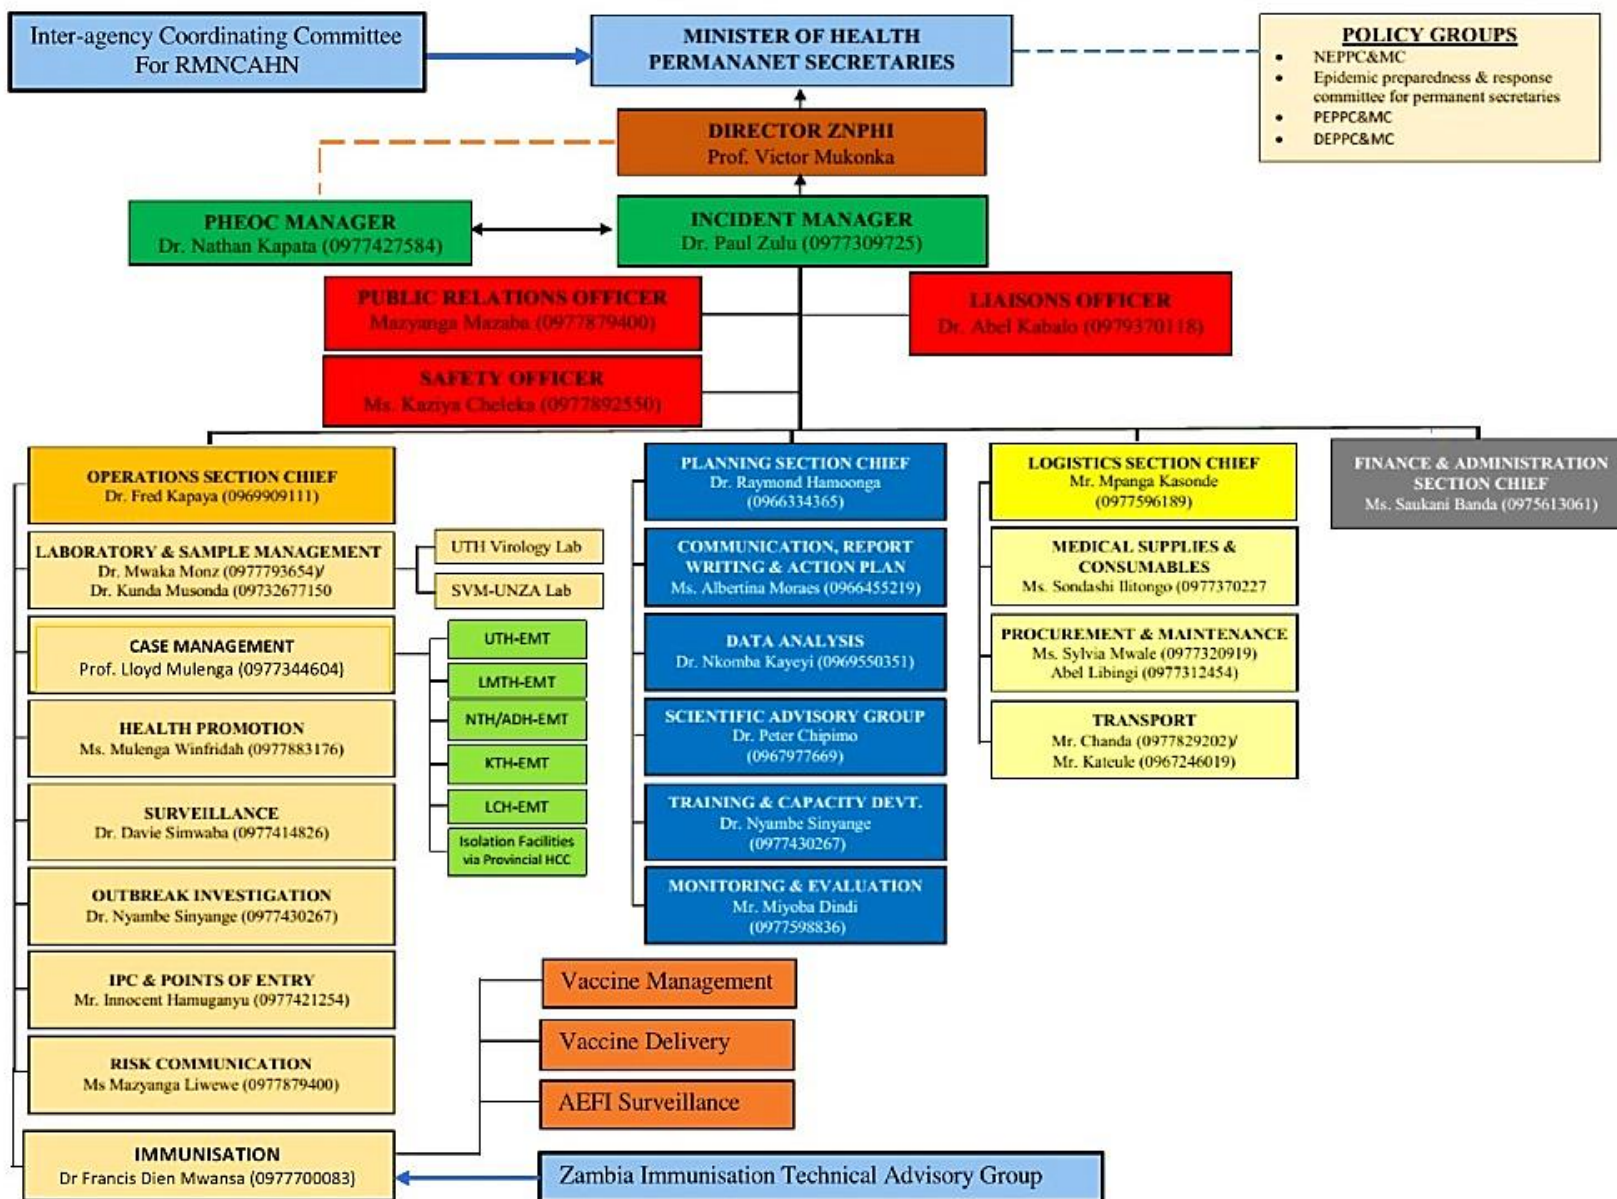 Inter-agency Coordinating Committee
For RMNCAHN
MINISTER OF HEALTH
PERMANANET SECRETARIES
POLICY GROUPS
• NEPPC&MC
• Epidemic preparedness & response
committee for permanent secretaries
• PEPPC&MC
• DEPPC&MC
DIRECTOR ZNPHI
Prof. Victor Mukonka
PHEOC MANAGER
Dr. Nathan Kapata (0977427584)
INCIDENT MANAGER
Dr. Paul Zulu (0977309725)
PUBLIC RELATIONS OFFICER
Mazyanga Mazaba (0977879400)
LIAISONS OFFICER
Dr. Abel Kabalo (0979370118)
SAFETY OFFICER
Ms. Kaziya Cheleka (0977892550)
OPERATIONS SECTION CHIEF
Dr. Fred Kapaya (0969909111)
LABORATORY & SAMPLE MANAGEMENT
Dr. Mwaka Monz (0977793654)/
Dr. Kunda Musonda (09732677150
UTH Virology Lab
SVM-UNZA Lab
CASE MANAGEMENT
Prof. Lloyd Mulenga (0977344604)
UTH-EMT
LMTH-EMT
NTH/ADH-EMT
KTH-EMT
LCH-EMT
Isolation Facilities
via Provincial HCC
HEALTH PROMOTION
Ms. Mulenga Winfridah (0977883176)
SURVEILLANCE
Dr. Davie Simwaba (0977414826)
OUTBREAK INVESTIGATION
Dr. Nyambe Sinyange (0977430267)
IPC & POINTS OF ENTRY
Mr. Innocent Hamuganyu (0977421254)
RISK COMMUNICATION
Ms Mazyanga Liwewe (0977879400)
IMMUNISATION
Dr Francis Dien Mwansa (0977700083)
Vaccine Management
Vaccine Delivery
AEFI Surveillance
Zambia Immunisation Technical Advisory Group
PLANNING SECTION CHIEF
Dr. Raymond Hamoonga
(0966334365)
COMMUNICATION, REPORT
WRITING & ACTION PLAN
Ms. Albertina Moraes (0966455219)
DATA ANALYSIS
Dr. Nkomba Kayeyi (0969550351)
SCIENTIFIC ADVISORY GROUP
Dr. Peter Chipimo
(0967977669)
TRAINING & CAPACITY DEVT.
Dr. Nyambe Sinyange
(0977430267)
MONITORING & EVALUATION
Mr. Miyoba Dindi
(0977598836)
LOGISTICS SECTION CHIEF
Mr. Mpanga Kasonde
(0977596189)
MEDICAL SUPPLIES &
CONSUMABLES
Ms. Sondashi Ilitongo (0977370227
PROCUREMENT & MAINTENANCE
Ms. Sylvia Mwale (0977320919)
Abel Libingi (0977312454)
TRANSPORT
Mr. Chanda (0977829202)/
Mr. Kateule (0967246019)
FINANCE & ADMINISTRATION
SECTION CHIEF
Ms. Saukani Banda (0975613061)